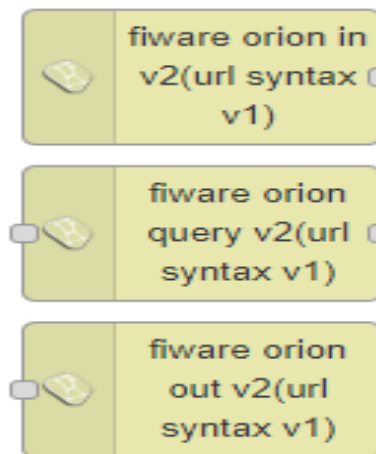 fiware orion in
v2(url syntax
v1)
fiware orion
query v2(url
syntax v1)
fiware orion
out v2(url
syntax v1)